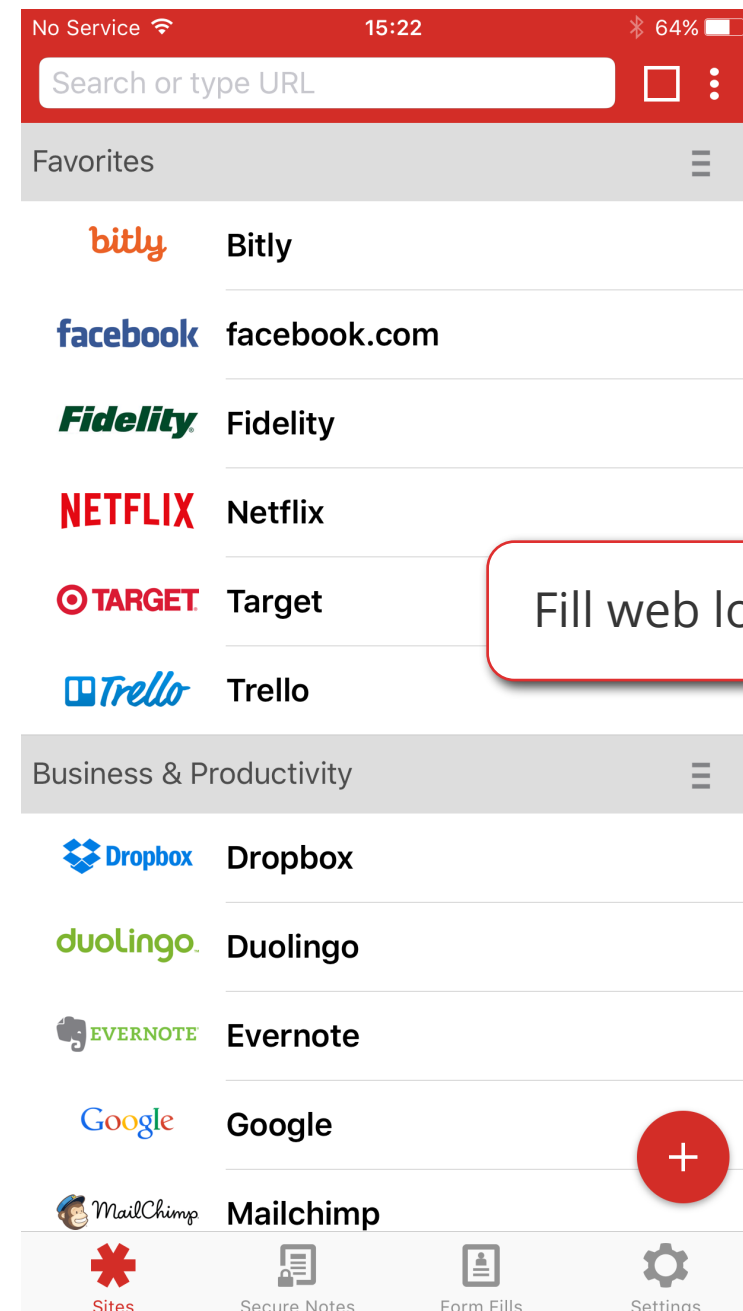 No Service 15:22 64%
Search or type URL
Favorites
bitly Bitly
facebook facebook.com
Fidelity Fidelity
NETFLIX Netflix
TARGET Target
Fill web lo
Trello Trello
Business & Productivity
Dropbox Dropbox
duolingo Duolingo
EVERNOTE Evernote
Google Google
MailChimp Mailchimp
Sites Secure Notes Form Fills Settings